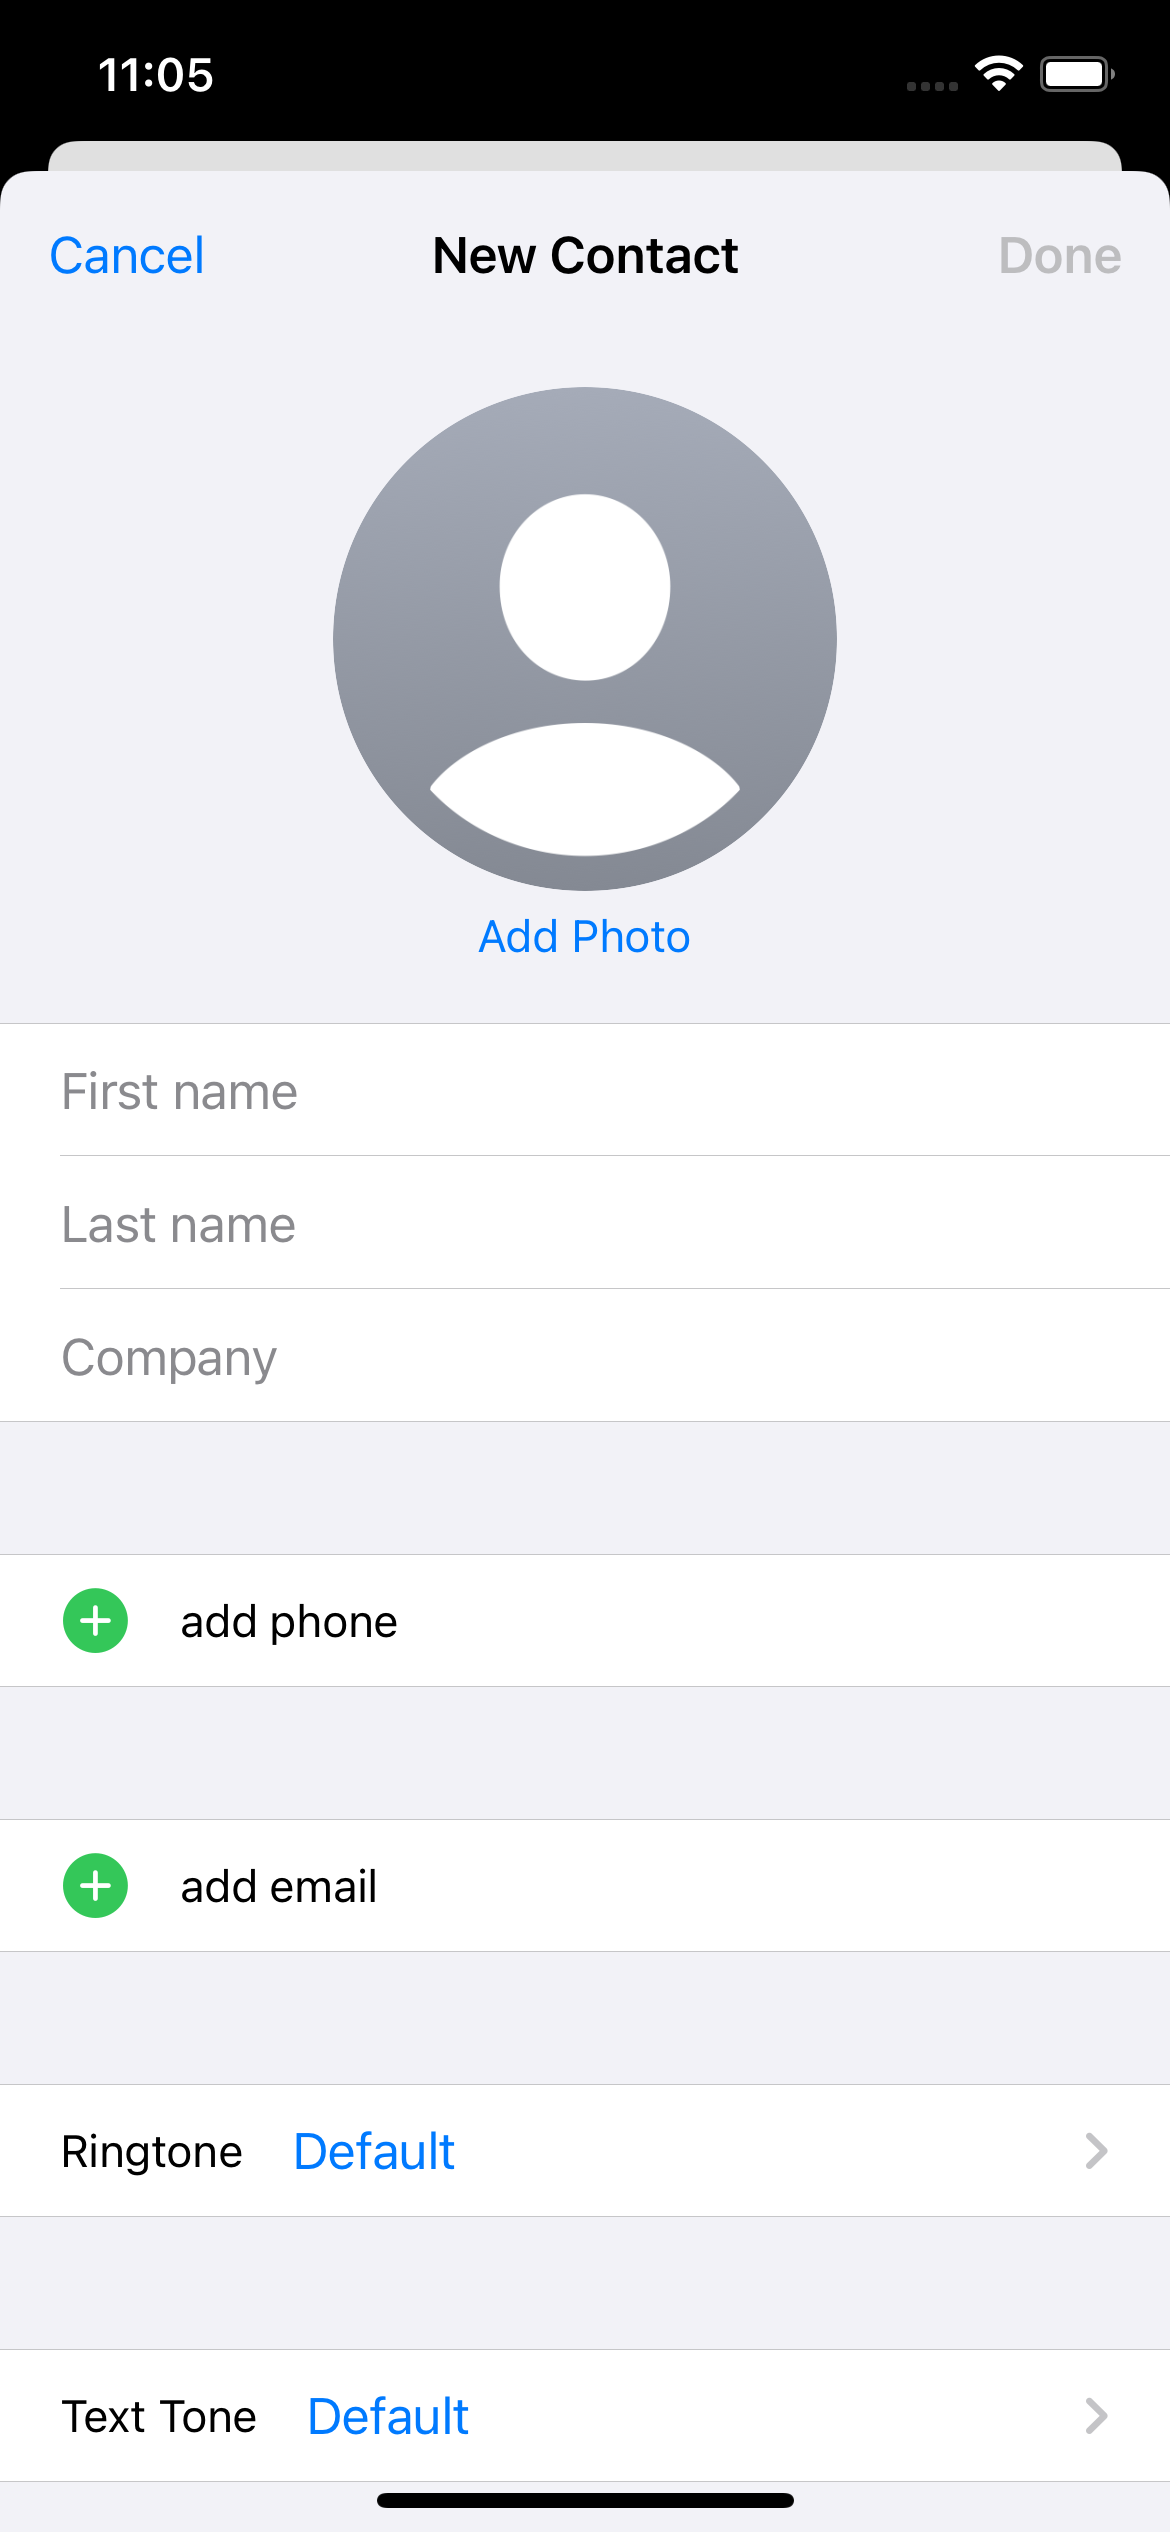 11:05
Cancel New Contact Done
Add Photo
First name
Last name
Company
add phone
add email
Ringtone Default
Text Tone Default